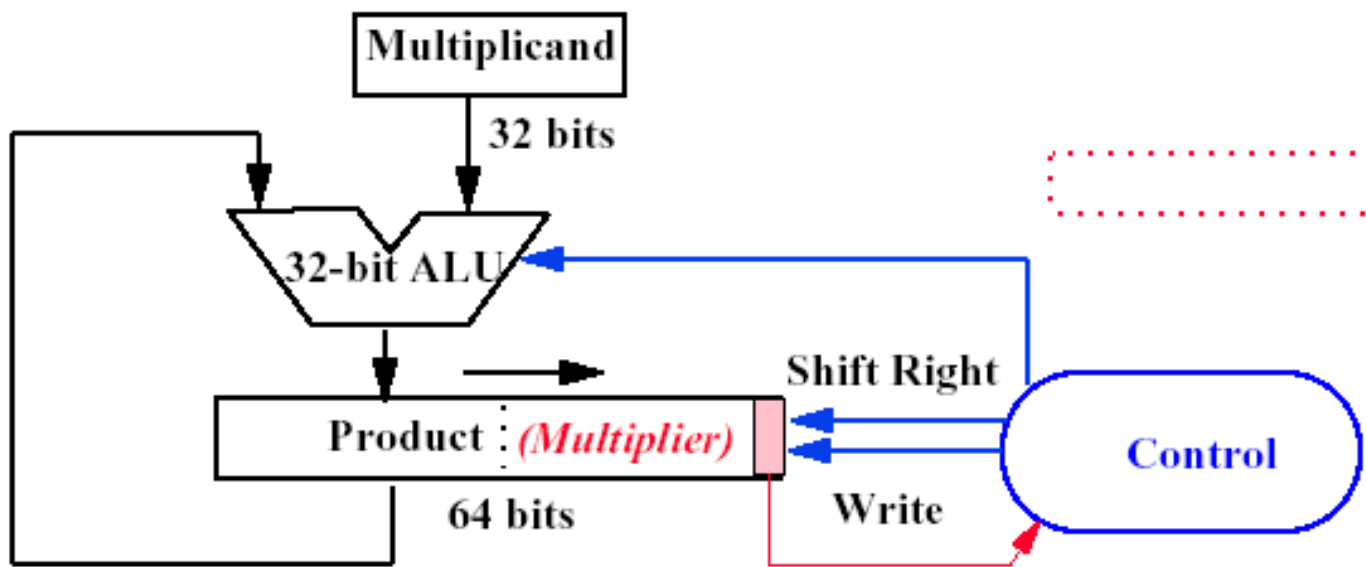 Multiplicand
32 bits
32-bit ALU
Shift Right
Product (Multiplier)
Control
64 bits
Write